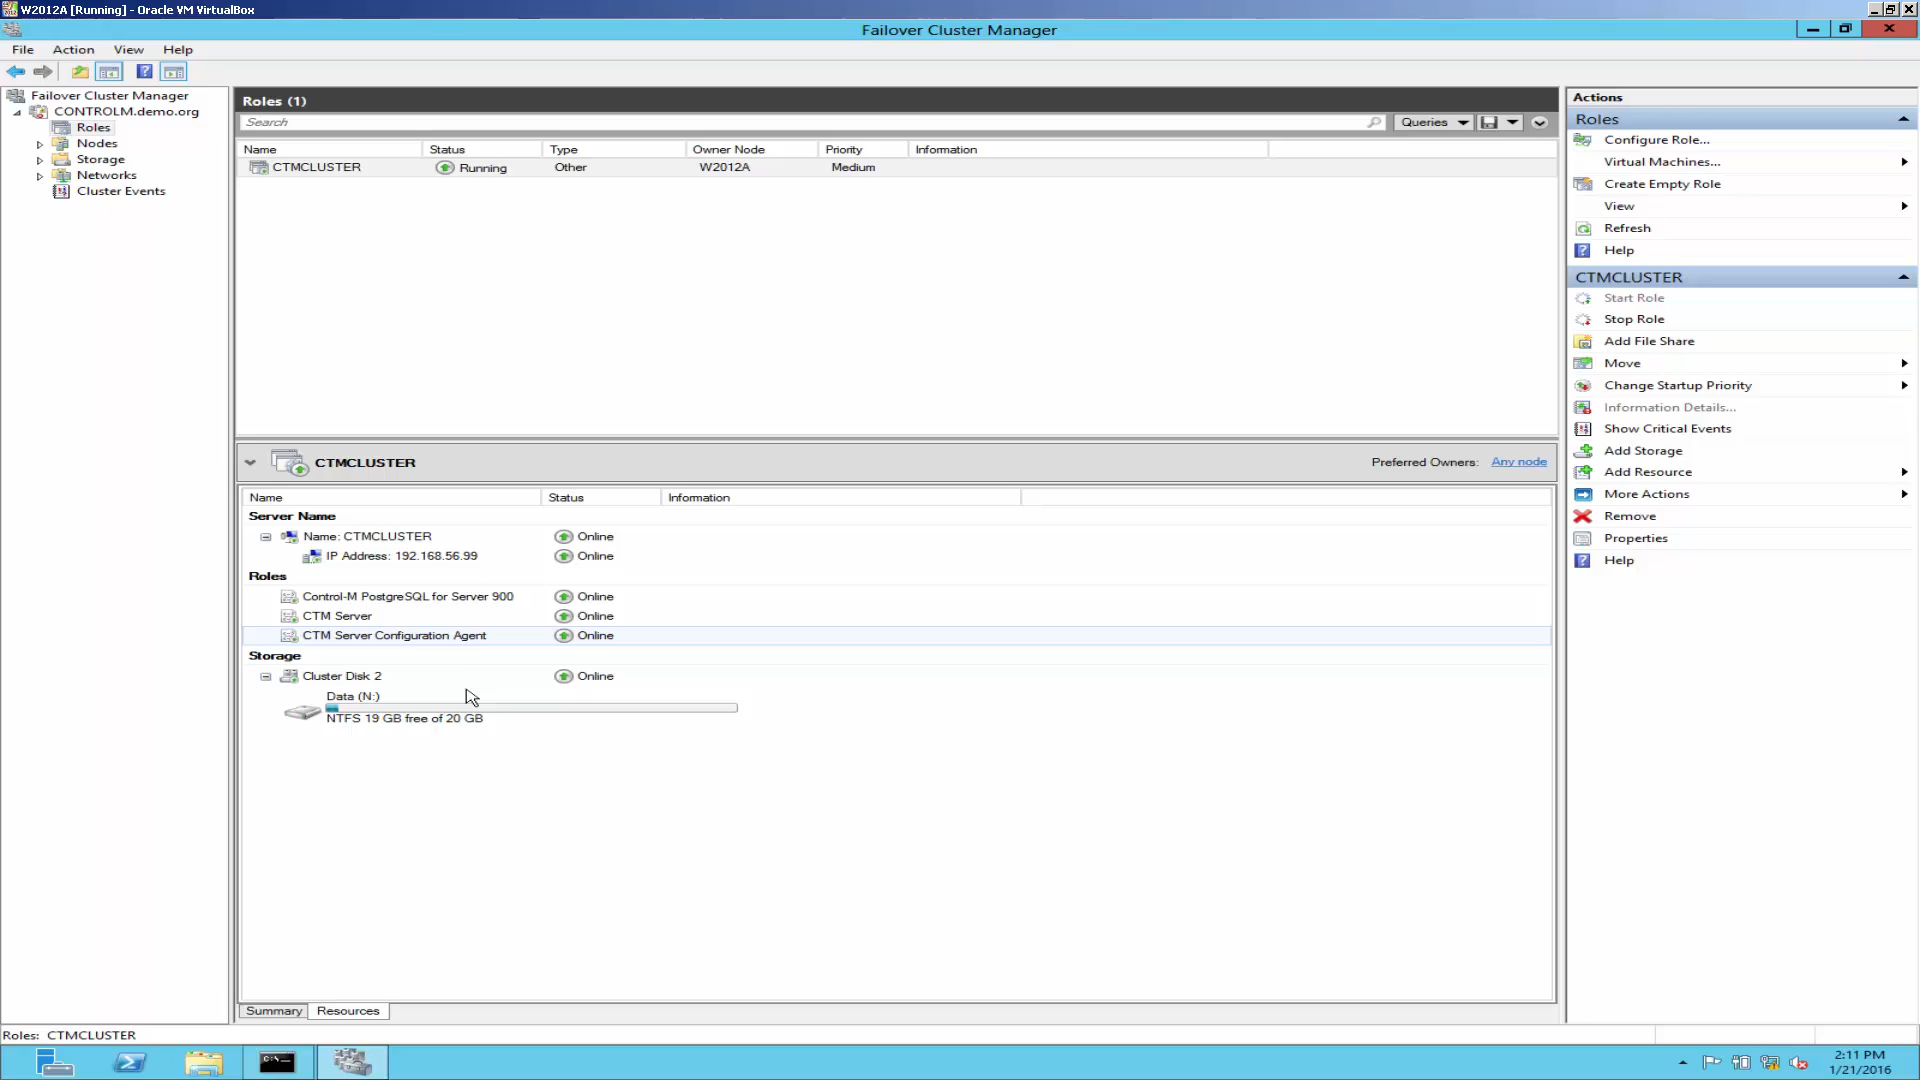 W2012A [Running] - Oracle VM VirtualBox
Failover Cluster Manager
File Action View Help
Failover Cluster Manager
CONTROLM.demo.org
Roles
Nodes
Storage
Networks
Cluster Events
Roles (1)
Search
Queries
Name Status Type Owner Node Priority Information
CTMCLUSTER Running Other W2012A Medium
CTMCLUSTER
Preferred Owners: Any node
Name Status Information
Server Name
Name: CTMCLUSTER Online
IP Address: 192.168.56.99 Online
Roles
Control-M PostgreSQL for Server 900 Online
CTM Server Online
CTM Server Configuration Agent Online
Storage
Cluster Disk 2 Online
Data (N:)
NTFS 19 GB free of 20 GB
Summary Resources
Actions
Roles
Configure Role...
Virtual Machines...
Create Empty Role
View
Refresh
Help
CTMCLUSTER
Start Role
Stop Role
Add File Share
Move
Change Startup Priority
Information Details...
Show Critical Events
Add Storage
Add Resource
More Actions
Remove
Properties
Help
Roles: CTMCLUSTER
2:11 PM
1/21/2016